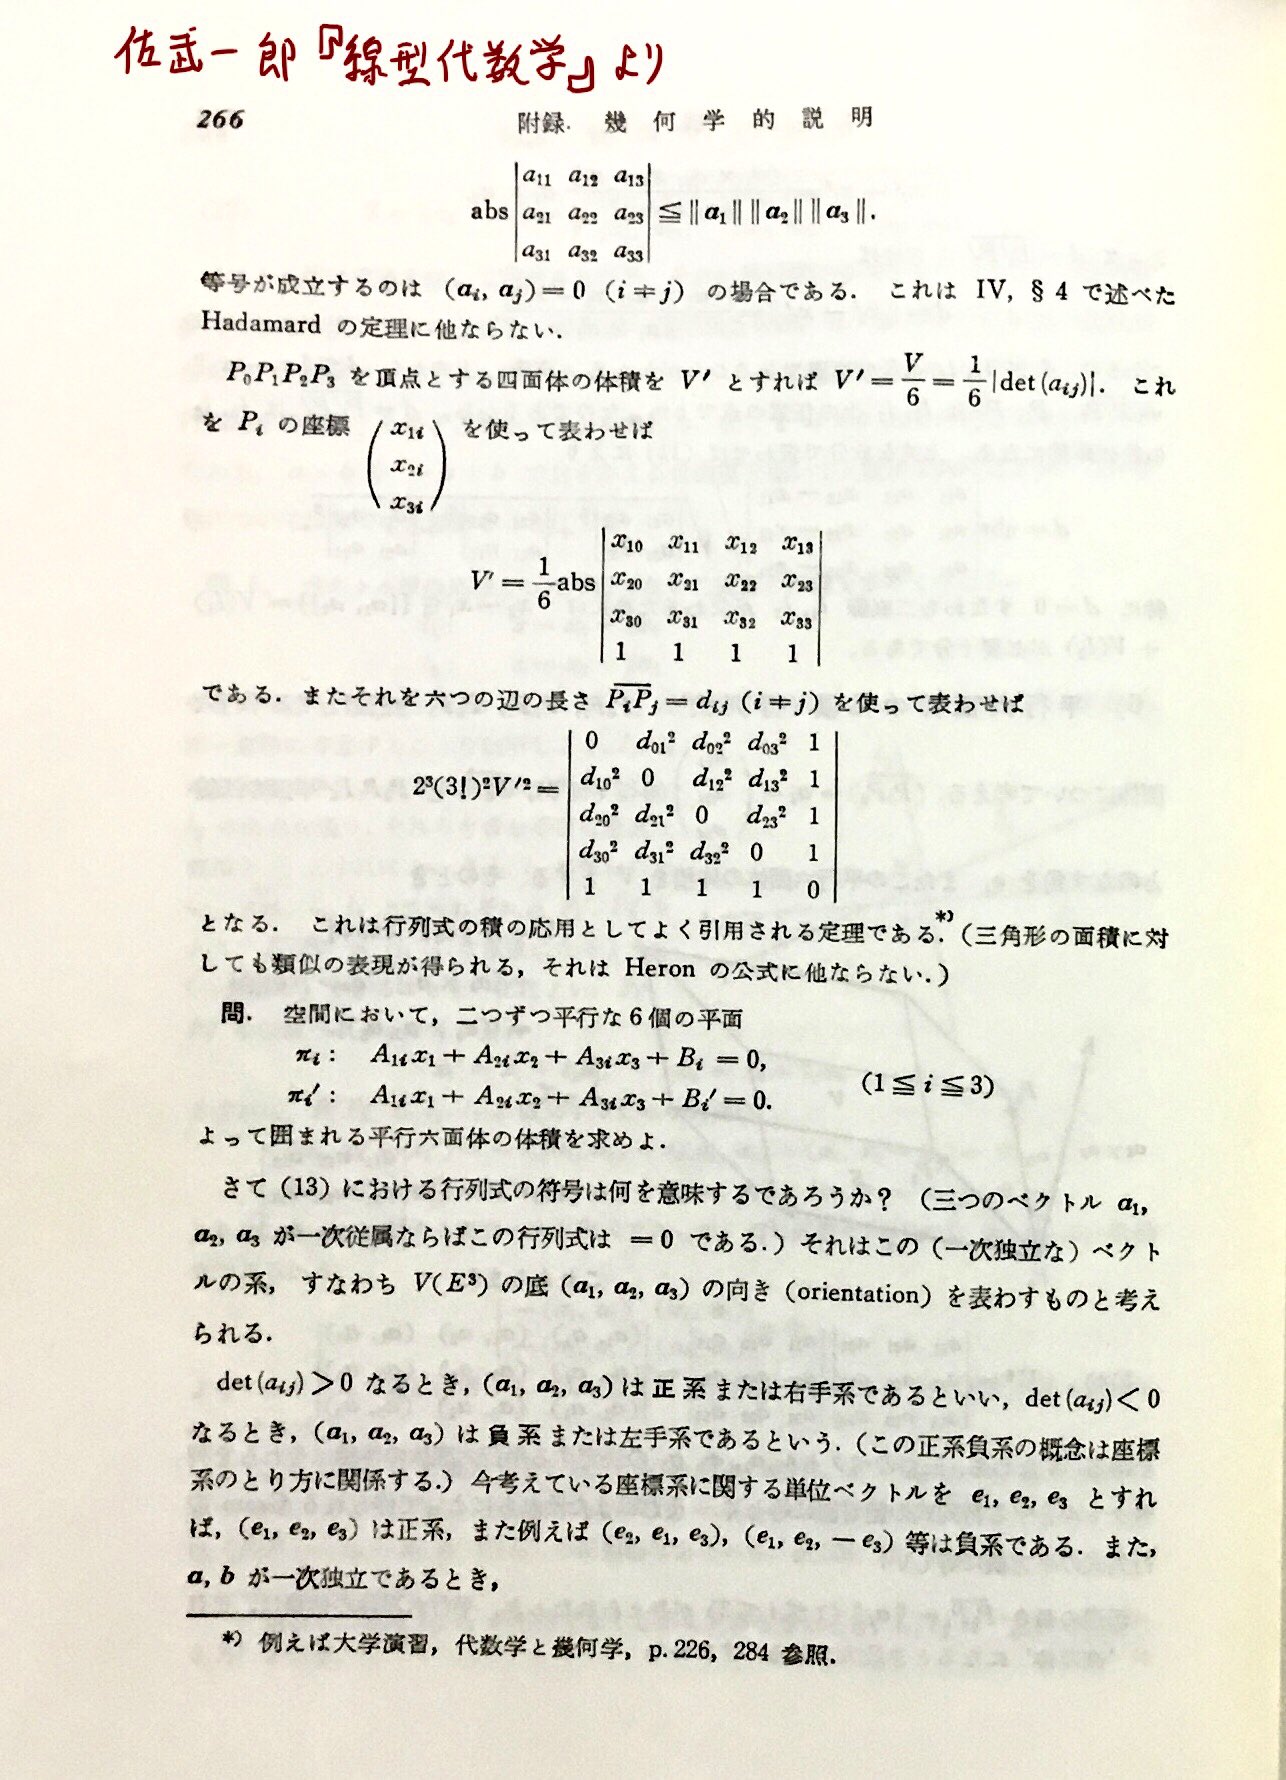 佐武一郎『線型代数学』より
266 附録. 幾何学的説明
abs |a₁₁ a₁₂ a₁₃|
|a₂₁ a₂₂ a₂₃| ≦ ‖a₁‖ ‖a₂‖ ‖a₃‖.
|a₃₁ a₃₂ a₃₃|
等号が成立するのは (aᵢ, aⱼ)=0 (i≠j) の場合である. これは IV, §4 で述べた
Hadamard の定理に他ならない.
P₀P₁P₂P₃ を頂点とする四面体の体積を V′ とすれば V′=V/6=1/6|det(aᵢⱼ)|. これ
を Pᵢ の座標 (x₁ᵢ x₂ᵢ x₃ᵢ) を使って表わせば
V′=1/6 abs |x₁₀ x₁₁ x₁₂ x₁₃|
|x₂₀ x₂₁ x₂₂ x₂₃|
|x₃₀ x₃₁ x₃₂ x₃₃|
|1 1 1 1|
である. またそれを六つの辺の長さ P̅ᵢP̅ⱼ=dᵢⱼ (i≠j) を使って表わせば
2³(3!)²V′²= |0 d₀₁² d₀₂² d₀₃² 1|
|d₁₀² 0 d₁₂² d₁₃² 1|
|d₂₀² d₂₁² 0 d₂₃² 1|
|d₃₀² d₃₁² d₃₂² 0 1|
|1 1 1 1 0|
となる. これは行列式の積の応用としてよく引用される定理である.*⁾(三角形の面積に対
しても類似の表現が得られる, それは Heron の公式に他ならない.)
問. 空間において, 二つずつ平行な6個の平面
πᵢ: A₁ᵢx₁+A₂ᵢx₂+A₃ᵢx₃+Bᵢ=0,
(1≦i≦3)
πᵢ′: A₁ᵢx₁+A₂ᵢx₂+A₃ᵢx₃+Bᵢ′=0.
よって囲まれる平行六面体の体積を求めよ.
さて (13) における行列式の符号は何を意味するであろうか? (三つのベクトル a₁,
a₂, a₃ が一次従属ならばこの行列式は =0 である.) それはこの (一次独立な) ベクト
ルの系, すなわち V(E³) の底 (a₁, a₂, a₃) の向き (orientation) を表わすものと考え
られる.
det(aᵢⱼ)>0 なるとき, (a₁, a₂, a₃) は正系または右手系であるといい, det(aᵢⱼ)<0
なるとき, (a₁, a₂, a₃) は負系または左手系であるという. (この正系負系の概念は座標
系のとり方に関係する.) 今考えている座標系に関する単位ベクトルを e₁, e₂, e₃ とすれ
ば, (e₁, e₂, e₃) は正系, また例えば (e₂, e₁, e₃), (e₁, e₂, −e₃) 等は負系である. また,
a, b が一次独立であるとき,
*⁾ 例えば大学演習, 代数学と幾何学, p.226, 284 参照.